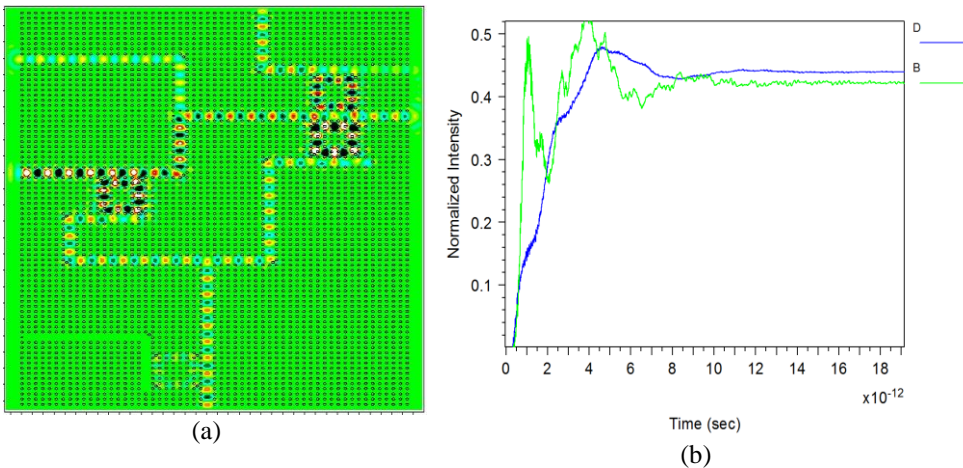 0.5
0.4
0.3
0.2
0.1
Normalized Intensity
D
B
0 2 4 6 8 10 12 14 16 18
x10-12
Time (sec)
(a)
(b)